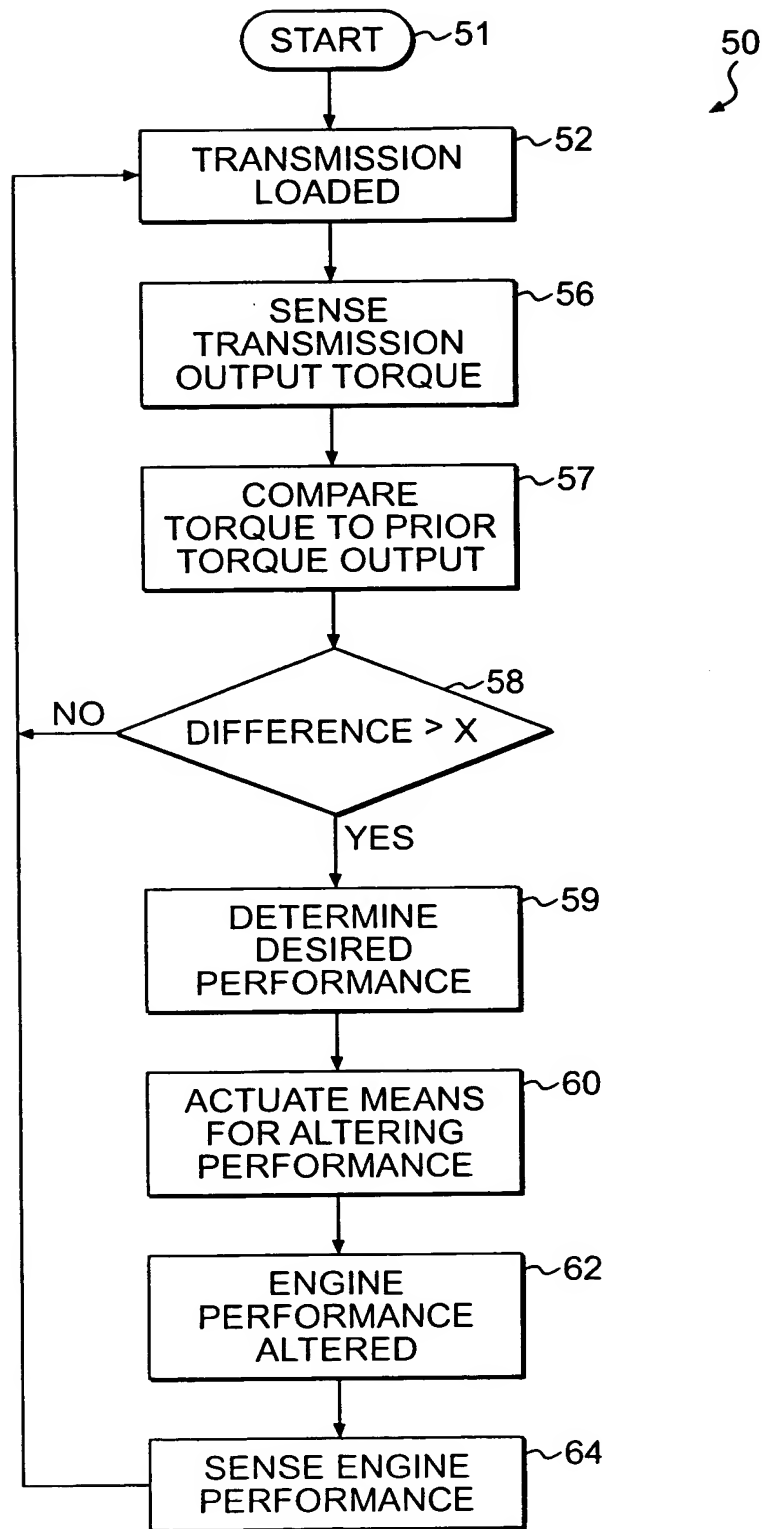 START
51
50
TRANSMISSION
LOADED
52
SENSE
TRANSMISSION
OUTPUT TORQUE
56
COMPARE
TORQUE TO PRIOR
TORQUE OUTPUT
57
DIFFERENCE > X
58
NO
YES
DETERMINE
DESIRED
PERFORMANCE
59
ACTUATE MEANS
FOR ALTERING
PERFORMANCE
60
ENGINE
PERFORMANCE
ALTERED
62
SENSE ENGINE
PERFORMANCE
64